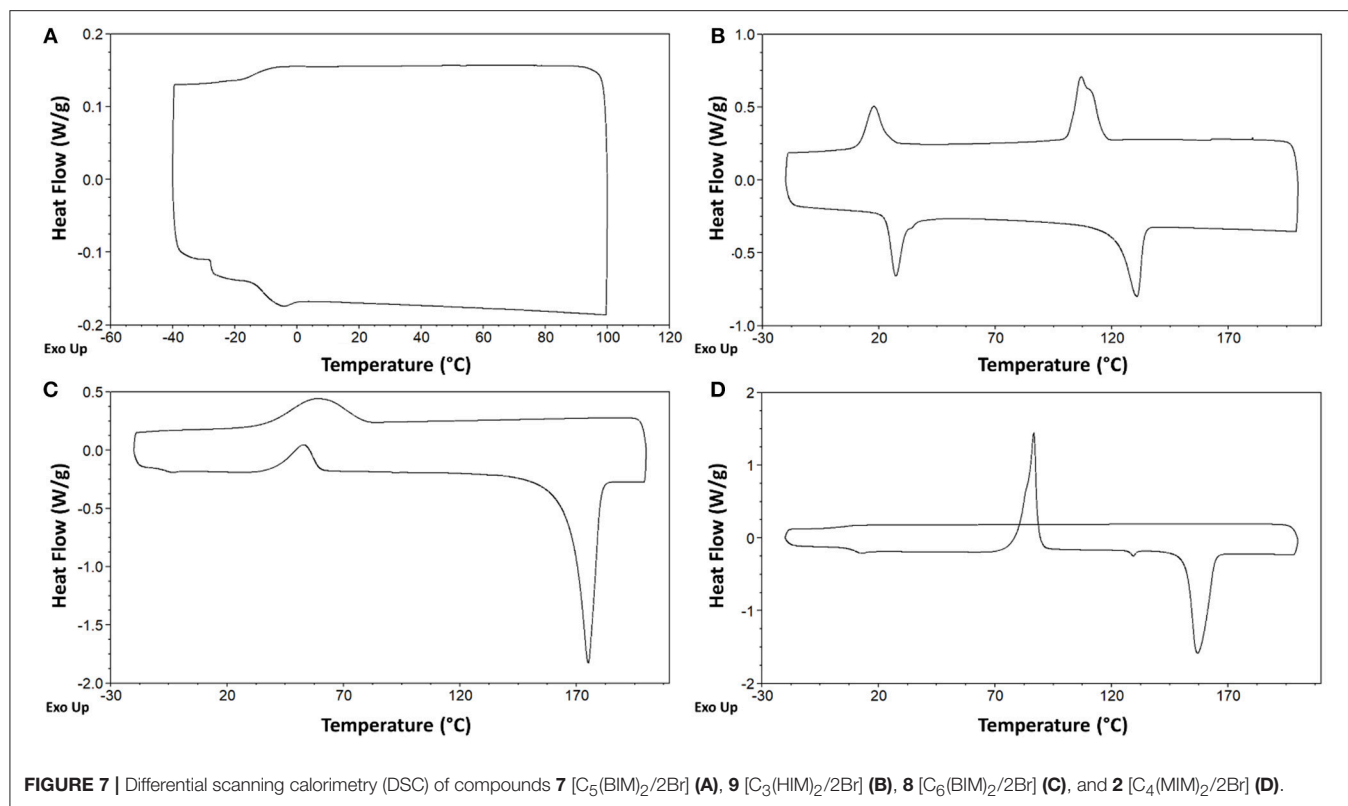 A
0.2
0.1
0.0
-0.1
-0.2
-60 -40 -20 0 20 40 60 80 100 120
Heat Flow (W/g)
Exo Up
Temperature (°C)
B
1.0
0.5
0.0
-0.5
-1.0
-30 20 70 120 170
Heat Flow (W/g)
Exo Up
Temperature (°C)
C
0.5
0.0
-0.5
-1.0
-1.5
-2.0
-30 20 70 120 170
Heat Flow (W/g)
Exo Up
Temperature (°C)
D
2
1
0
-1
-2
-30 20 70 120 170
Heat Flow (W/g)
Exo Up
Temperature (°C)
FIGURE 7 | Differential scanning calorimetry (DSC) of compounds 7 [C₅(BIM)₂/2Br] (A), 9 [C₃(HIM)₂/2Br] (B), 8 [C₆(BIM)₂/2Br] (C), and 2 [C₄(MIM)₂/2Br] (D).